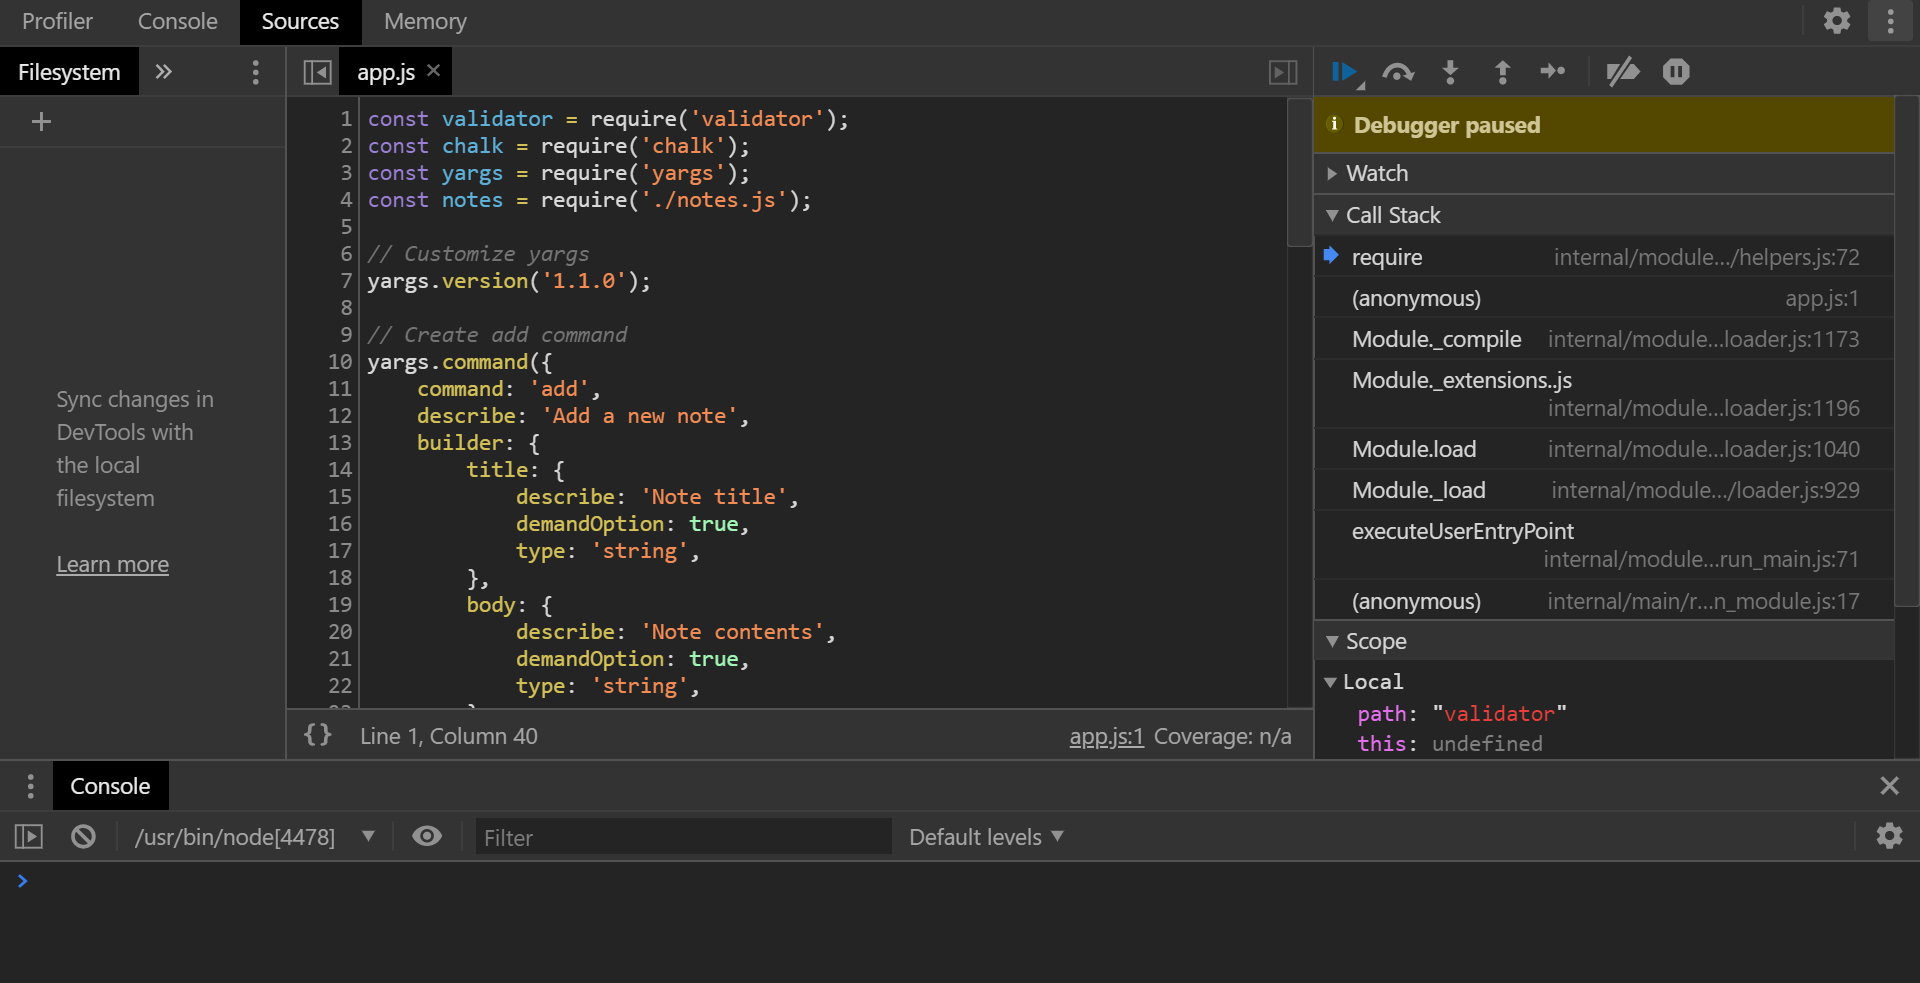 Profiler Console Sources Memory
Filesystem »
app.js ×
Sync changes in
DevTools with
the local
filesystem
Learn more
1 const validator = require('validator');
2 const chalk = require('chalk');
3 const yargs = require('yargs');
4 const notes = require('./notes.js');
5
6 // Customize yargs
7 yargs.version('1.1.0');
8
9 // Create add command
10 yargs.command({
11 command: 'add',
12 describe: 'Add a new note',
13 builder: {
14 title: {
15 describe: 'Note title',
16 demandOption: true,
17 type: 'string',
18 },
19 body: {
20 describe: 'Note contents',
21 demandOption: true,
22 type: 'string',
{} Line 1, Column 40 app.js:1 Coverage: n/a
Debugger paused
Watch
Call Stack
require internal/module…/helpers.js:72
(anonymous) app.js:1
Module._compile internal/module…loader.js:1173
Module._extensions..js
internal/module…loader.js:1196
Module.load internal/module…loader.js:1040
Module._load internal/module…/loader.js:929
executeUserEntryPoint
internal/module…run_main.js:71
(anonymous) internal/main/r…n_module.js:17
Scope
Local
path: "validator"
this: undefined
Console
/usr/bin/node[4478] Filter Default levels